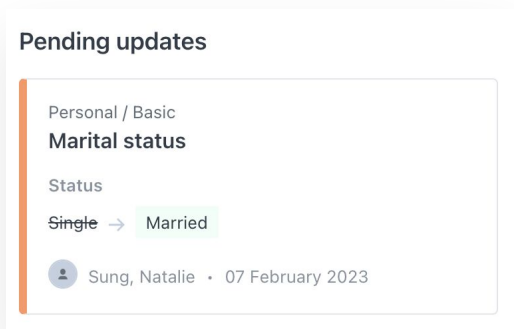 Pending updates
Personal / Basic
Marital status
Status
Single → Married
Sung, Natalie • 07 February 2023